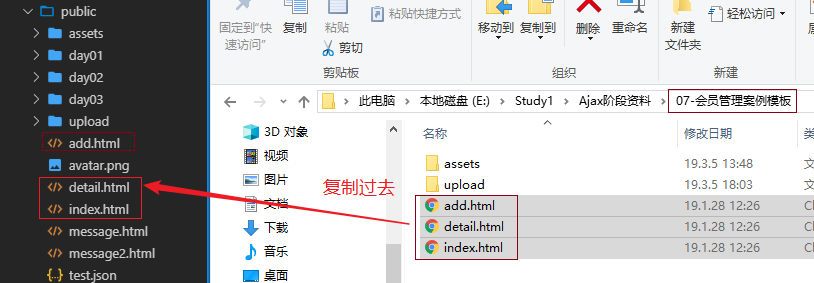 public
assets
day01
day02
day03
upload
add.html
avatar.png
detail.html
index.html
message.html
message2.html
test.json
固定到“快
速访问”
复制
粘贴
粘贴快捷方式
剪切
剪贴板
移动到
复制到
删除
重命名
组织
新建
文件夹
轻松访问
新建
此电脑
本地磁盘 (E:)
Study1
Ajax阶段资料
07-会员管理案例模板
3D 对象
视频
图片
文档
下载
音乐
桌面
名称
修改日期
assets
19.3.5 13:48
upload
19.3.5 18:03
add.html
19.1.28 12:26
detail.html
19.1.28 12:26
index.html
19.1.28 12:26
复制过去